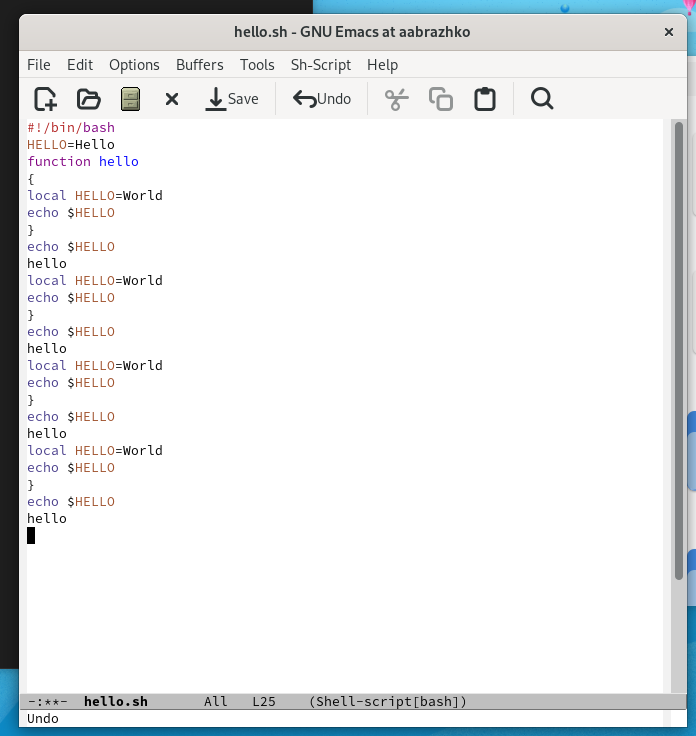 hello.sh - GNU Emacs at aabrazhko
File Edit Options Buffers Tools Sh-Script Help
Save Undo
#!/bin/bash
HELLO=Hello
function hello
{
local HELLO=World
echo $HELLO
}
echo $HELLO
hello
local HELLO=World
echo $HELLO
}
echo $HELLO
hello
local HELLO=World
echo $HELLO
}
echo $HELLO
hello
local HELLO=World
echo $HELLO
}
echo $HELLO
hello
-:**- hello.sh All L25 (Shell-script[bash])
Undo